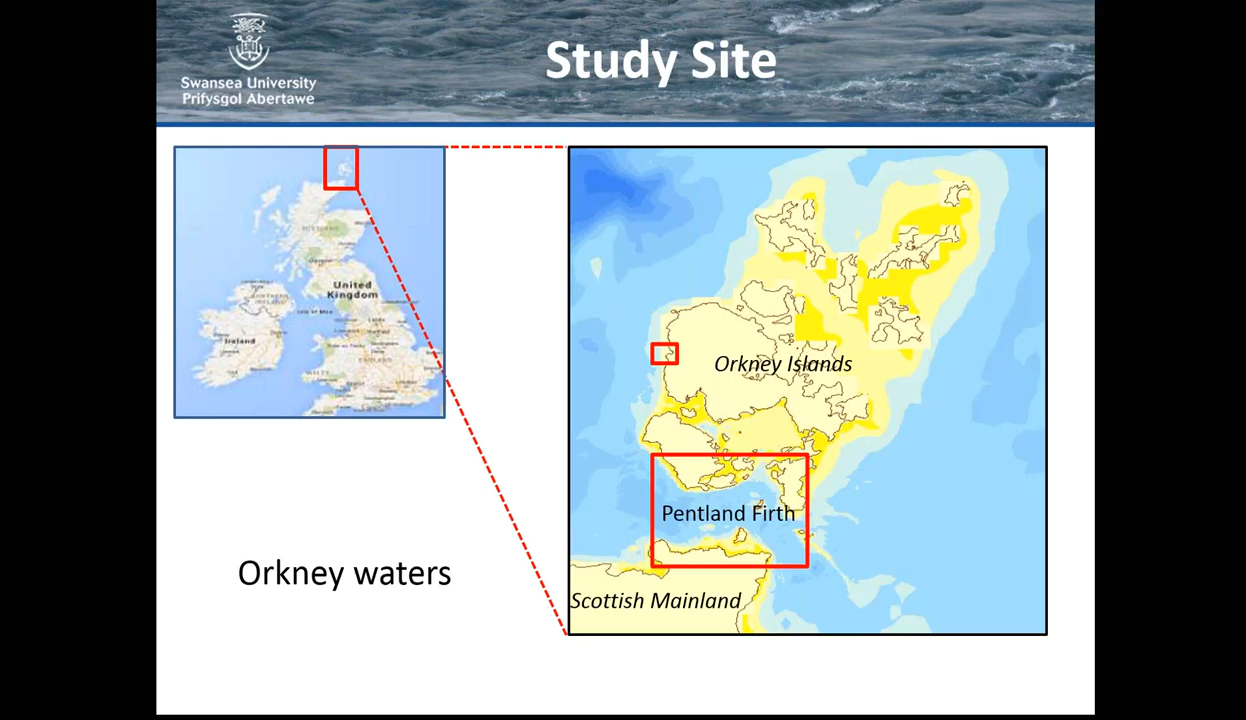 Swansea University
Prifysgol Abertawe
Study Site
United
Kingdom
Ireland
Orkney Islands
Pentland Firth
Scottish Mainland
Orkney waters